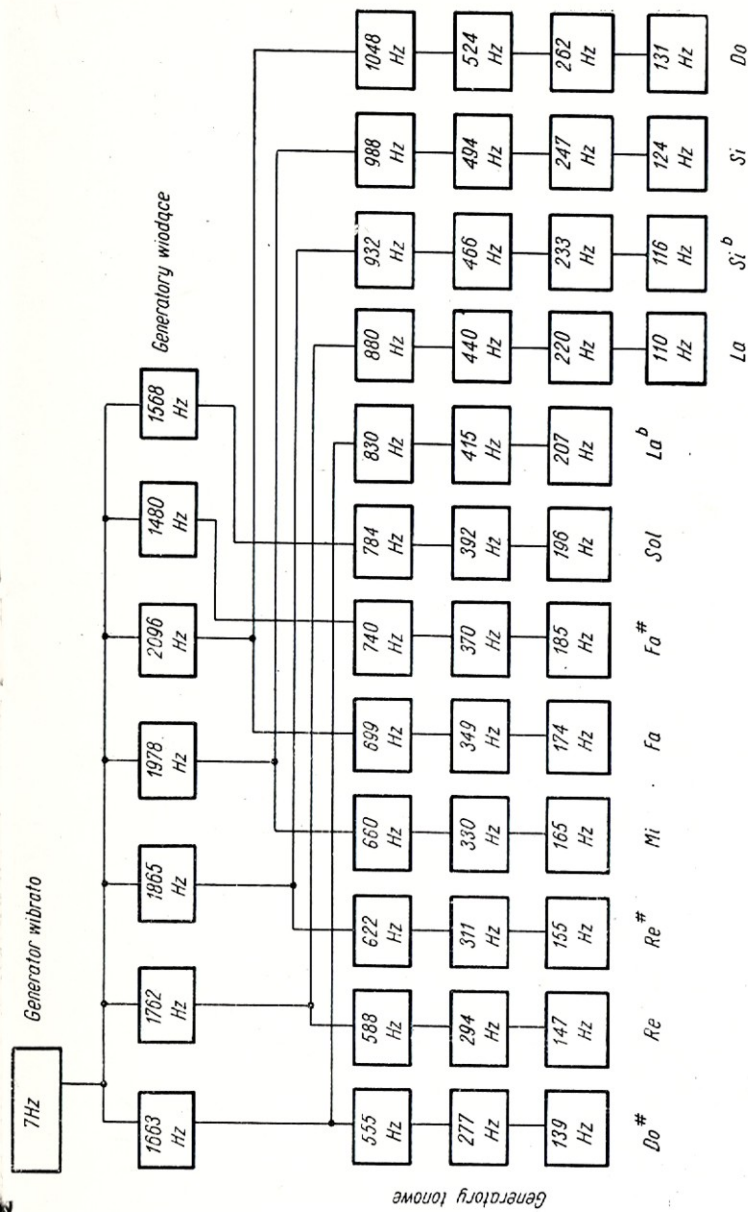 7Hz
Generator wibrato
1663
Hz
1762
Hz
1865
Hz
1978
Hz
2096
Hz
1480
Hz
1568
Hz
Generatory wiodące
Generatory tonowe
555
Hz
588
Hz
622
Hz
660
Hz
699
Hz
740
Hz
784
Hz
830
Hz
880
Hz
932
Hz
988
Hz
1048
Hz
277
Hz
294
Hz
311
Hz
330
Hz
349
Hz
370
Hz
392
Hz
415
Hz
440
Hz
466
Hz
494
Hz
524
Hz
139
Hz
147
Hz
155
Hz
165
Hz
174
Hz
185
Hz
196
Hz
207
Hz
220
Hz
233
Hz
247
Hz
262
Hz
110
Hz
116
Hz
124
Hz
131
Hz
Do#
Re
Re#
Mi
Fa
Fa#
Sol
La b
La
Si b
Si
Do